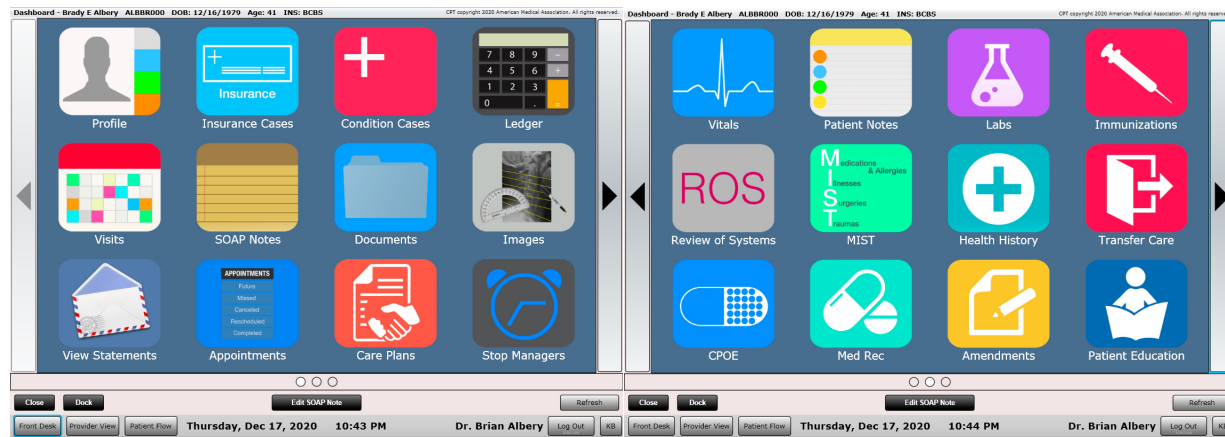 Dashboard - Brady E Albery ALBBR000 DOB: 12/16/1979 Age: 41 INS: BCBS
CPT copyright 2020 American Medical Association. All rights reserved.
7 8 9 -
4 5 6 +
1 2 3
0 . =
Insurance
Profile
Insurance Cases
Condition Cases
Ledger
Visits
SOAP Notes
Documents
Images
APPOINTMENTS
Future
Missed
Canceled
Rescheduled
Completed
View Statements
Appointments
Care Plans
Stop Managers
Close
Dock
Edit SOAP Note
Refresh
Front Desk
Provider View
Patient Flow
Thursday, Dec 17, 2020 10:43 PM
Dr. Brian Albery
Log Out
KB
Dashboard - Brady E Albery ALBBR000 DOB: 12/16/1979 Age: 41 INS: BCBS
CPT copyright 2020 American Medical Association. All rights reserve
Vitals
Patient Notes
Labs
Immunizations
ROS
Medications
& Allergies
Illnesses
Surgeries
Traumas
Review of Systems
MIST
Health History
Transfer Care
CPOE
Med Rec
Amendments
Patient Education
Close
Dock
Edit SOAP Note
Refresh
Front Desk
Provider View
Patient Flow
Thursday, Dec 17, 2020 10:44 PM
Dr. Brian Albery
Log Out